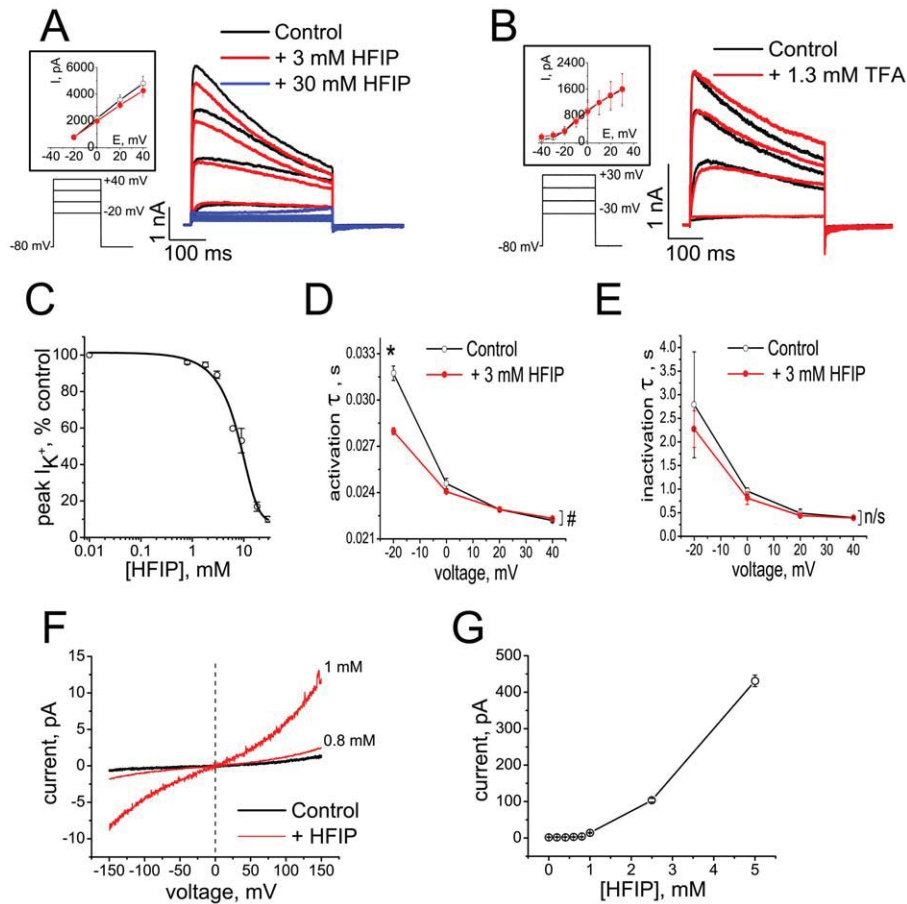 A
Control
+ 3 mM HFIP
+ 30 mM HFIP
I, pA
6000
4000
2000
0
E, mV
-40 -20 0 20 40
+40 mV
-20 mV
-80 mV
1 nA
100 ms
B
Control
+ 1.3 mM TFA
I, pA
2400
1600
800
0
E, mV
-40 -30 -20 -10 0 10 20 30 40
+30 mV
-30 mV
-80 mV
1 nA
100 ms
C
peak IK+, % control
100
80
60
40
20
0
0.01 0.1 1 10
[HFIP], mM
D
*
Control
+ 3 mM HFIP
activation τ , s
0.033
0.030
0.027
0.024
0.021
#
-20 -10 0 10 20 30 40
voltage, mV
E
Control
+ 3 mM HFIP
inactivation τ, s
4.0
3.5
3.0
2.5
2.0
1.5
1.0
0.5
0.0
n/s
-20 -10 0 10 20 30 40
voltage, mV
F
current, pA
15
10
5
0
-5
-10
1 mM
0.8 mM
Control
+ HFIP
-150 -100 -50 0 50 100 150
voltage, mV
G
current, pA
500
400
300
200
100
0
0 1 2 3 4 5
[HFIP], mM